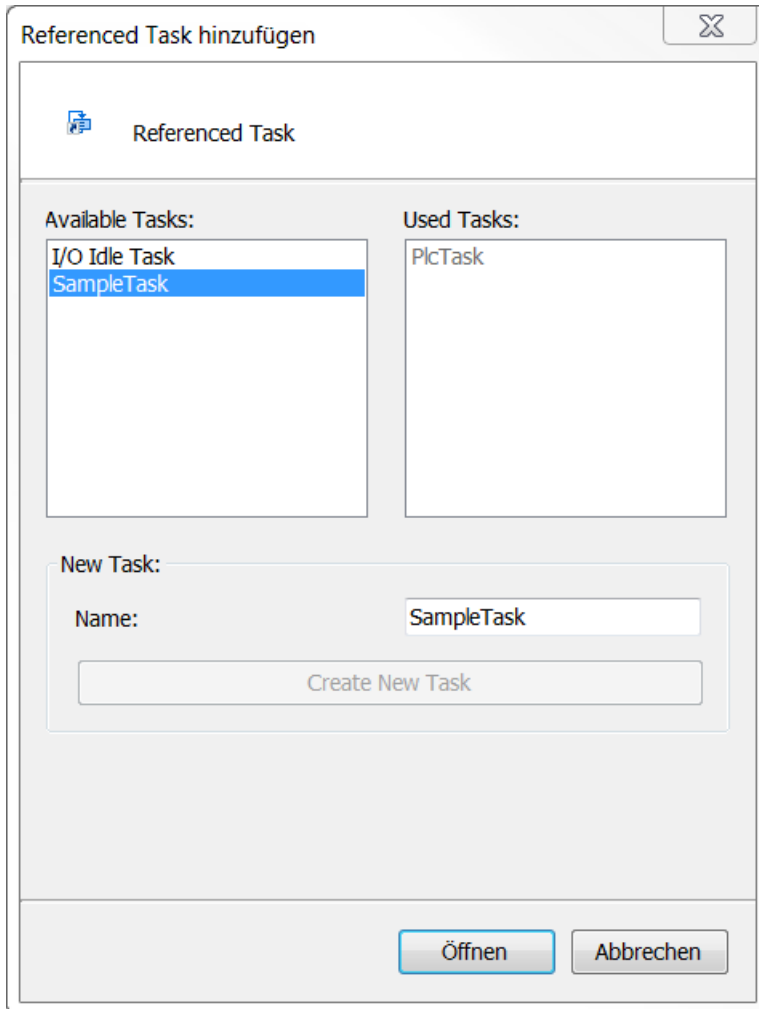 Referenced Task hinzufügen
Referenced Task
Available Tasks:
I/O Idle Task
SampleTask
Used Tasks:
PlcTask
New Task:
Name:
SampleTask
Create New Task
Öffnen
Abbrechen